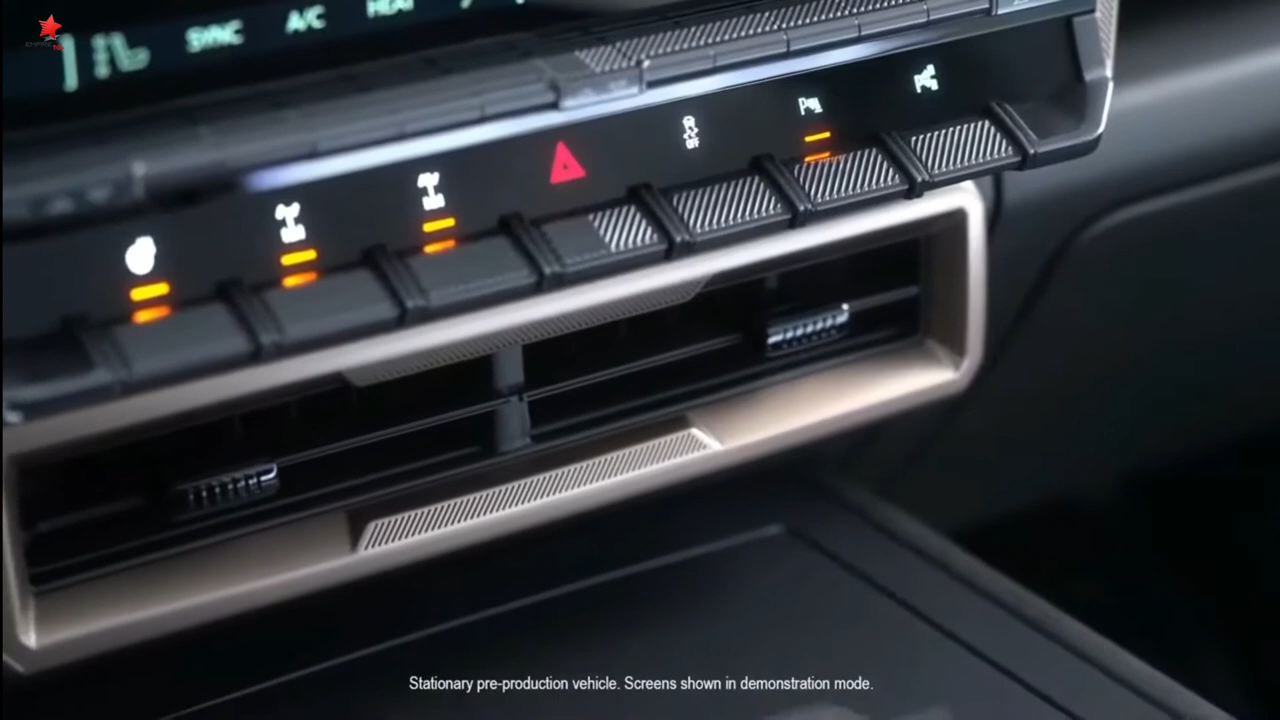 SYNC A/C HEAT
OFF
Stationary pre-production vehicle. Screens shown in demonstration mode.